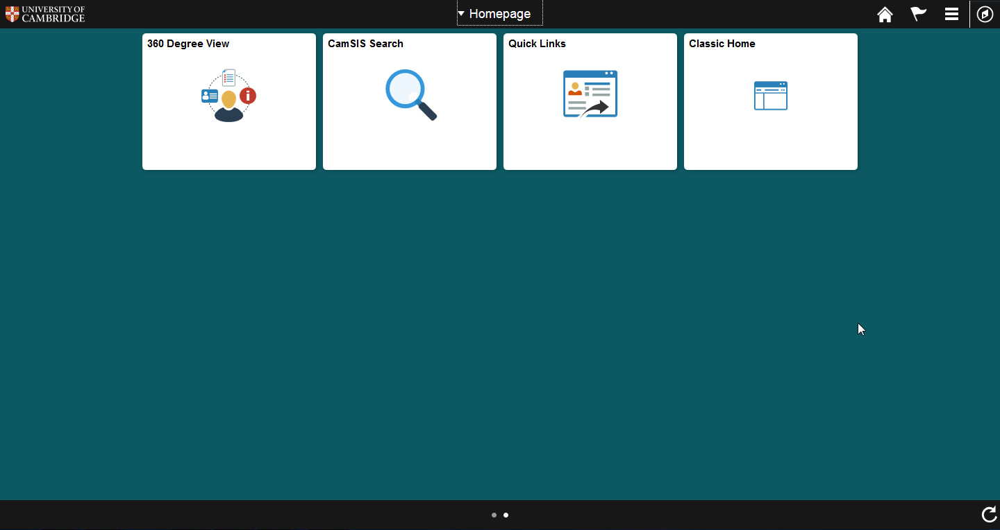 UNIVERSITY OF
CAMBRIDGE
Homepage
360 Degree View
CamSIS Search
Quick Links
Classic Home